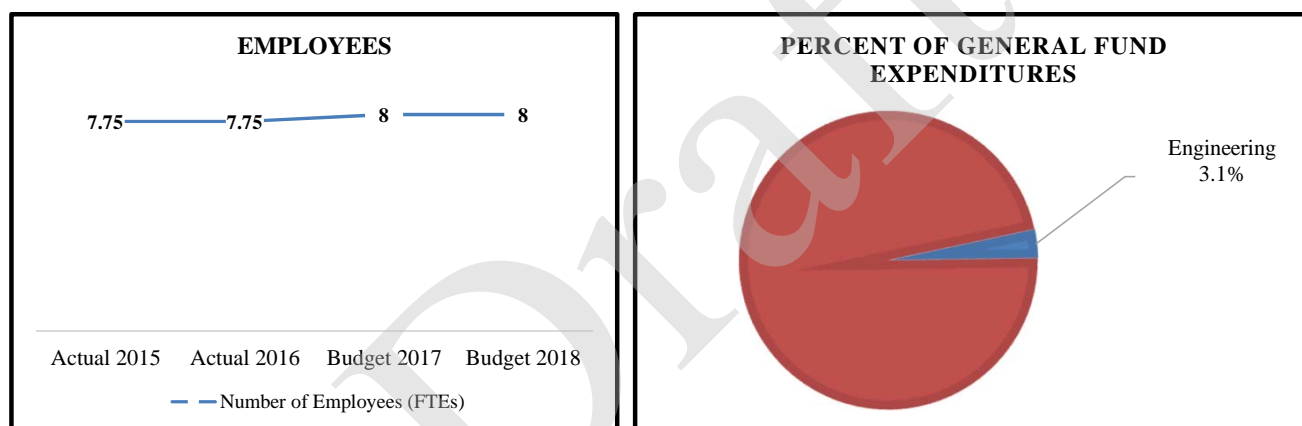 EMPLOYEES
7.75 7.75 8 8
Actual 2015 Actual 2016 Budget 2017 Budget 2018
Number of Employees (FTEs)
PERCENT OF GENERAL FUND
EXPENDITURES
Engineering
3.1%
Draft